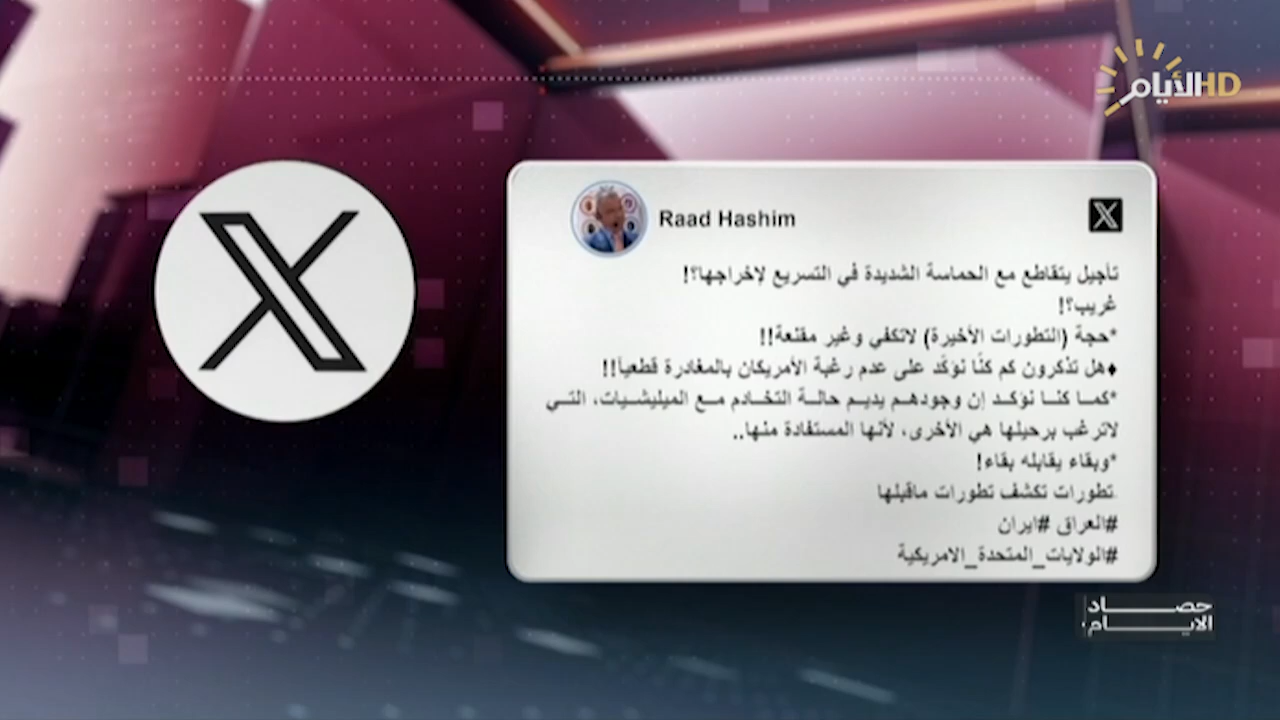 الأيام HD
Raad Hashim
تأجيل يتقاطع مع الحماسة الشديدة في التسريع لإخراجها؟!
غريب؟!
*حجة (التطورات الأخيرة) لاتكفي وغير مقنعة!!
♦هل تذكرون كم كنّا نؤكّد على عدم رغبة الأمريكان بالمغادرة قطعياً!!
*كما كنا نؤكد إن وجودهم يديم حالة التخادم مع الميليشيات، التي
لاترغب برحيلها هي الأخرى، لأنها المستفادة منها..
*وبقاء يقابله بقاء!
.تطورات تكشف تطورات ماقبلها
#العراق #ايران
#الولايات_المتحدة_الامريكية
حصاد
الايام